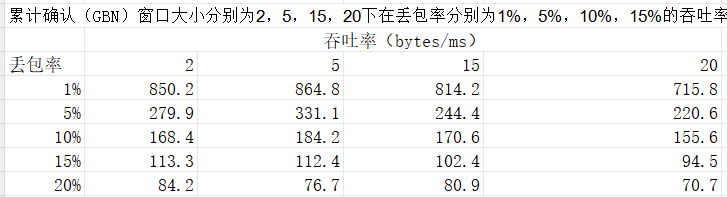 累计确认（GBN）窗口大小分别为2，5，15，20下在丢包率分别为1%，5%，10%，15%的吞吐率
吞吐率（bytes/ms）
丢包率 2 5 15 20
1% 850.2 864.8 814.2 715.8
5% 279.9 331.1 244.4 220.6
10% 168.4 184.2 170.6 155.6
15% 113.3 112.4 102.4 94.5
20% 84.2 76.7 80.9 70.7